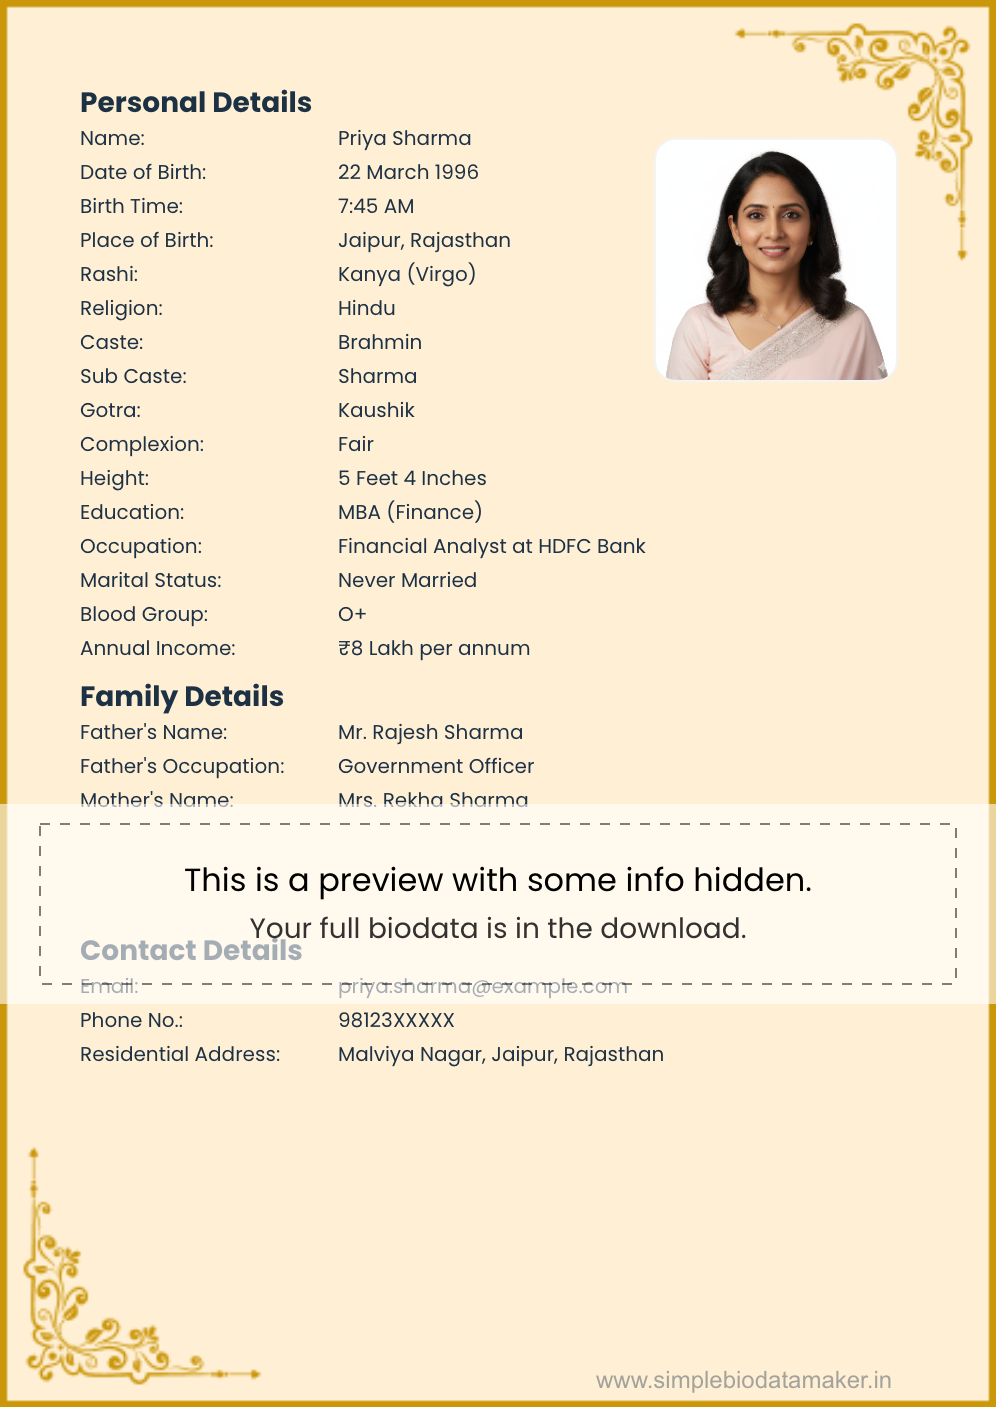 Personal Details
Name: Priya Sharma
Date of Birth: 22 March 1996
Birth Time: 7:45 AM
Place of Birth: Jaipur, Rajasthan
Rashi: Kanya (Virgo)
Religion: Hindu
Caste: Brahmin
Sub Caste: Sharma
Gotra: Kaushik
Complexion: Fair
Height: 5 Feet 4 Inches
Education: MBA (Finance)
Occupation: Financial Analyst at HDFC Bank
Marital Status: Never Married
Blood Group: O+
Annual Income: ₹8 Lakh per annum
Family Details
Father's Name: Mr. Rajesh Sharma
Father's Occupation: Government Officer
Mother's Name: Mrs. Rekha Sharma
This is a preview with some info hidden.
Your full biodata is in the download.
Contact Details
Email: priya.sharma@example.com
Phone No.: 98123XXXXX
Residential Address: Malviya Nagar, Jaipur, Rajasthan
www.simplebiodatamaker.in